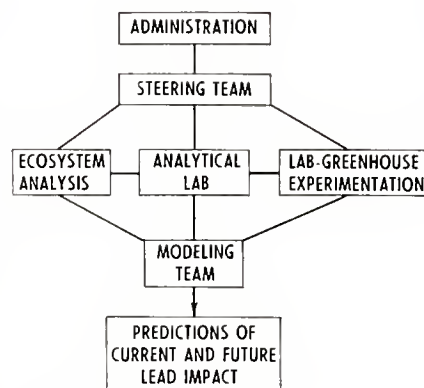 ADMINISTRATION
STEERING TEAM
ECOSYSTEM
ANALYSIS
ANALYTICAL
LAB
LAB-GREENHOUSE
EXPERIMENTATION
MODELING
TEAM
PREDICTIONS OF
CURRENT AND FUTURE
LEAD IMPACT